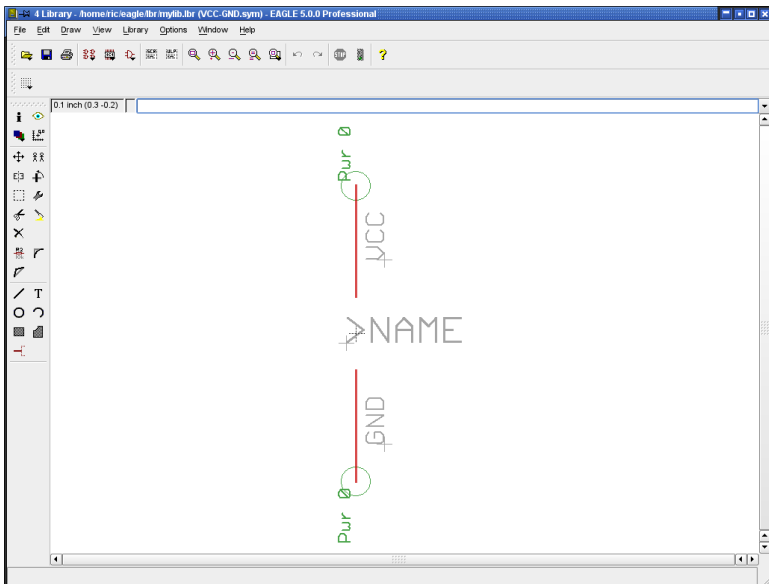 4 Library - /home/ric/eagle/lbr/mylib.lbr (VCC-GND.sym) - EAGLE 5.0.0 Professional
File Edit Draw View Library Options Window Help
STOP
0.1 inch (0.3 -0.2)
Pwr 0
VCC
>NAME
GND
Pwr 0